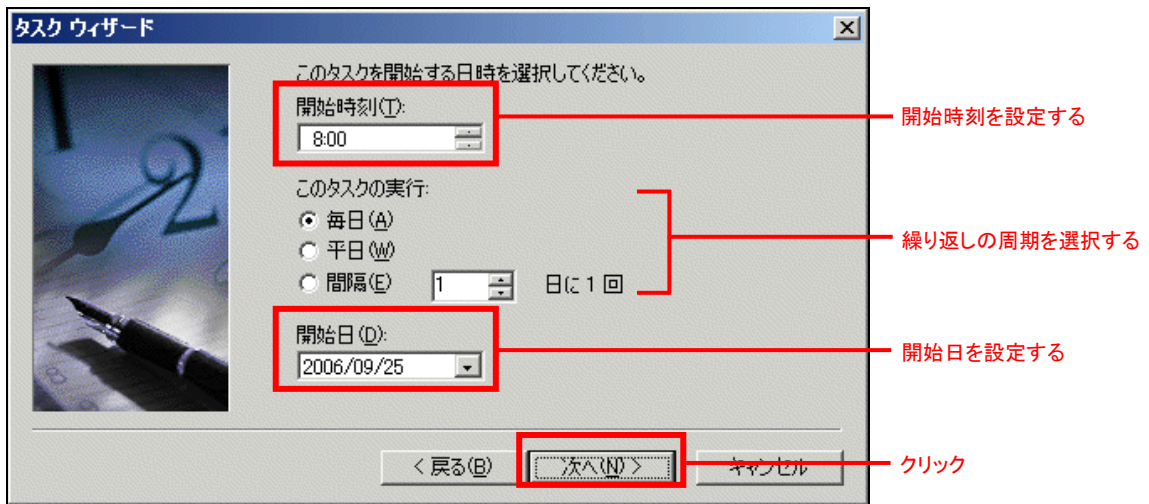 タスク ウィザード
このタスクを開始する日時を選択してください。
開始時刻(T):
8:00
開始時刻を設定する
このタスクの実行:
毎日(A)
平日(W)
間隔(E) 1 日に 1 回
繰り返しの周期を選択する
開始日(D):
2006/09/25
開始日を設定する
< 戻る(B) 次へ(N) > キャンセル
クリック